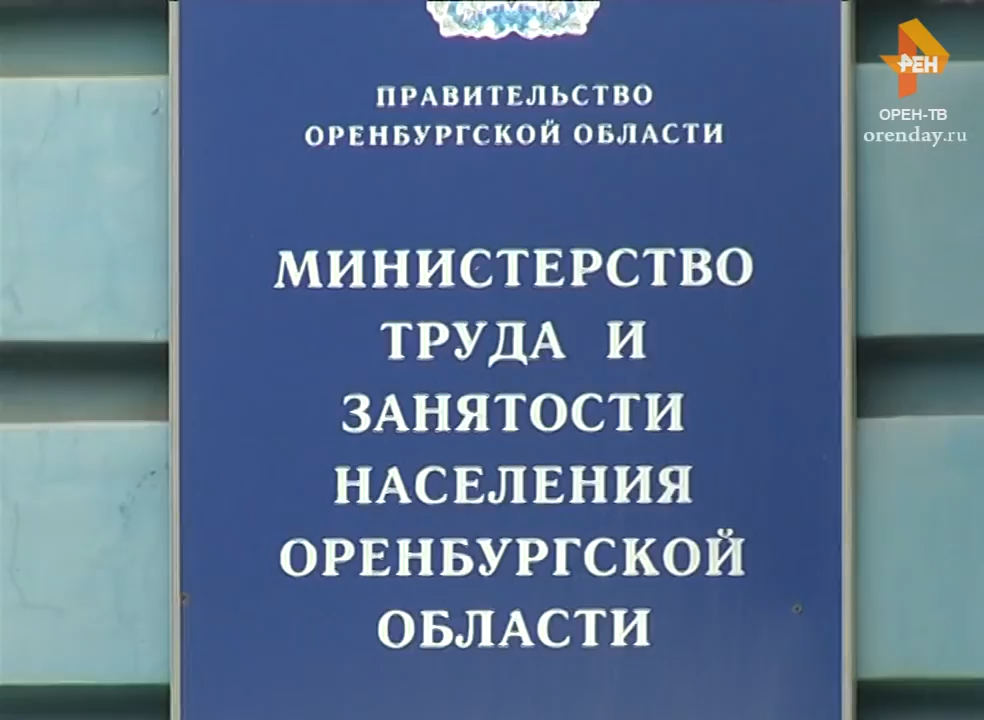 ПРАВИТЕЛЬСТВО
ОРЕНБУРГСКОЙ ОБЛАСТИ
МИНИСТЕРСТВО
ТРУДА И
ЗАНЯТОСТИ
НАСЕЛЕНИЯ
ОРЕНБУРГСКОЙ
ОБЛАСТИ
РЕН
ОРЕН-ТВ
orenday.ru